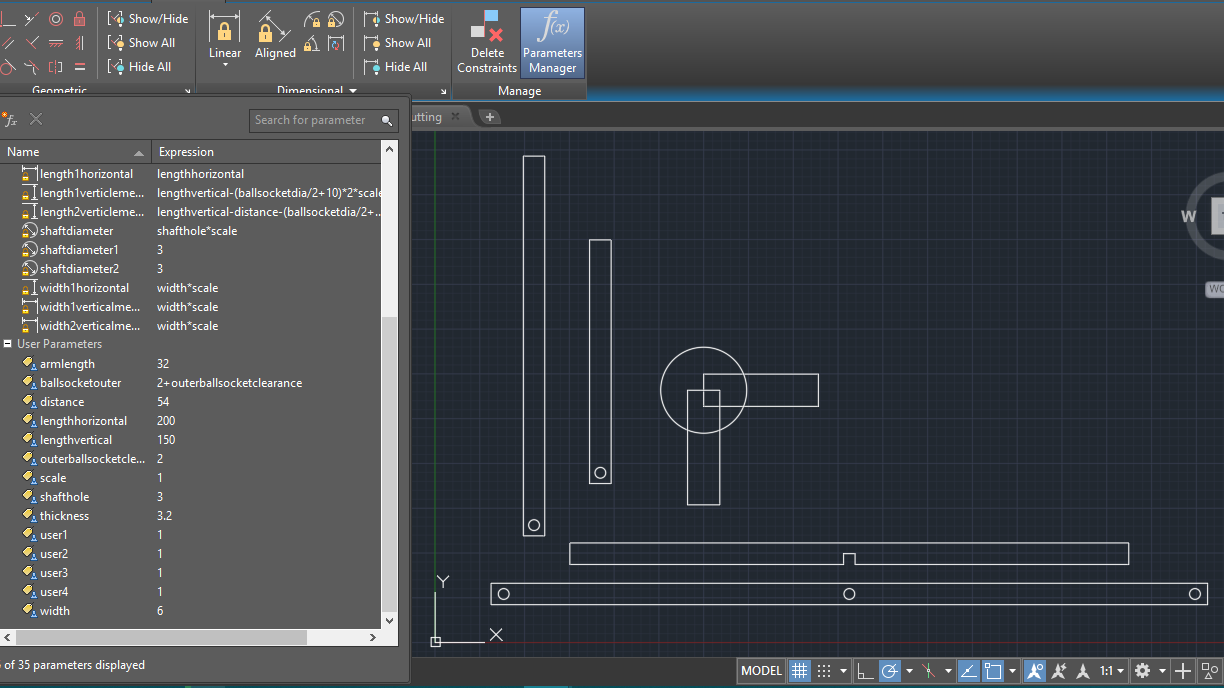 Show/Hide
Show All
Hide All
Geometric
Linear
Aligned
Show/Hide
Show All
Hide All
Dimensional
f(x)
Delete Constraints
Parameters Manager
Manage
fx
Search for parameter
utting
Name Expression
length1horizontal lengthhorizontal
length1verticleme... lengthvertical-(ballsocketdia/2+10)*2*scale
length2verticleme... lengthvertical-distance-(ballsocketdia/2+...
shaftdiameter shafthole*scale
shaftdiameter1 3
shaftdiameter2 3
width1horizontal width*scale
width1verticalme... width*scale
width2verticalme... width*scale
User Parameters
armlength 32
ballsocketouter 2+outerballsocketclearance
distance 54
lengthhorizontal 200
lengthvertical 150
outerballsocketcle... 2
scale 1
shafthole 3
thickness 3.2
user1 1
user2 1
user3 1
user4 1
width 6
of 35 parameters displayed
W
WC
Y
X
MODEL
1:1